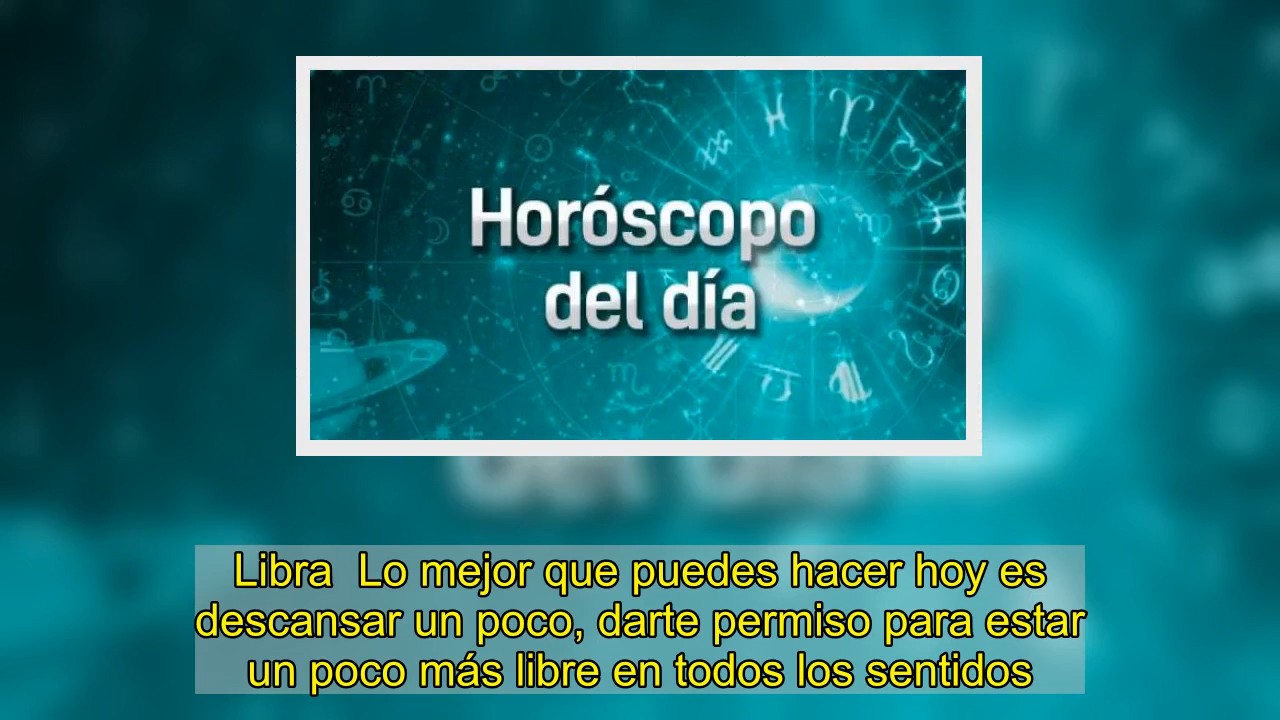 Horóscopo
del día
Libra  Lo mejor que puedes hacer hoy es
descansar un poco, darte permiso para estar
un poco más libre en todos los sentidos